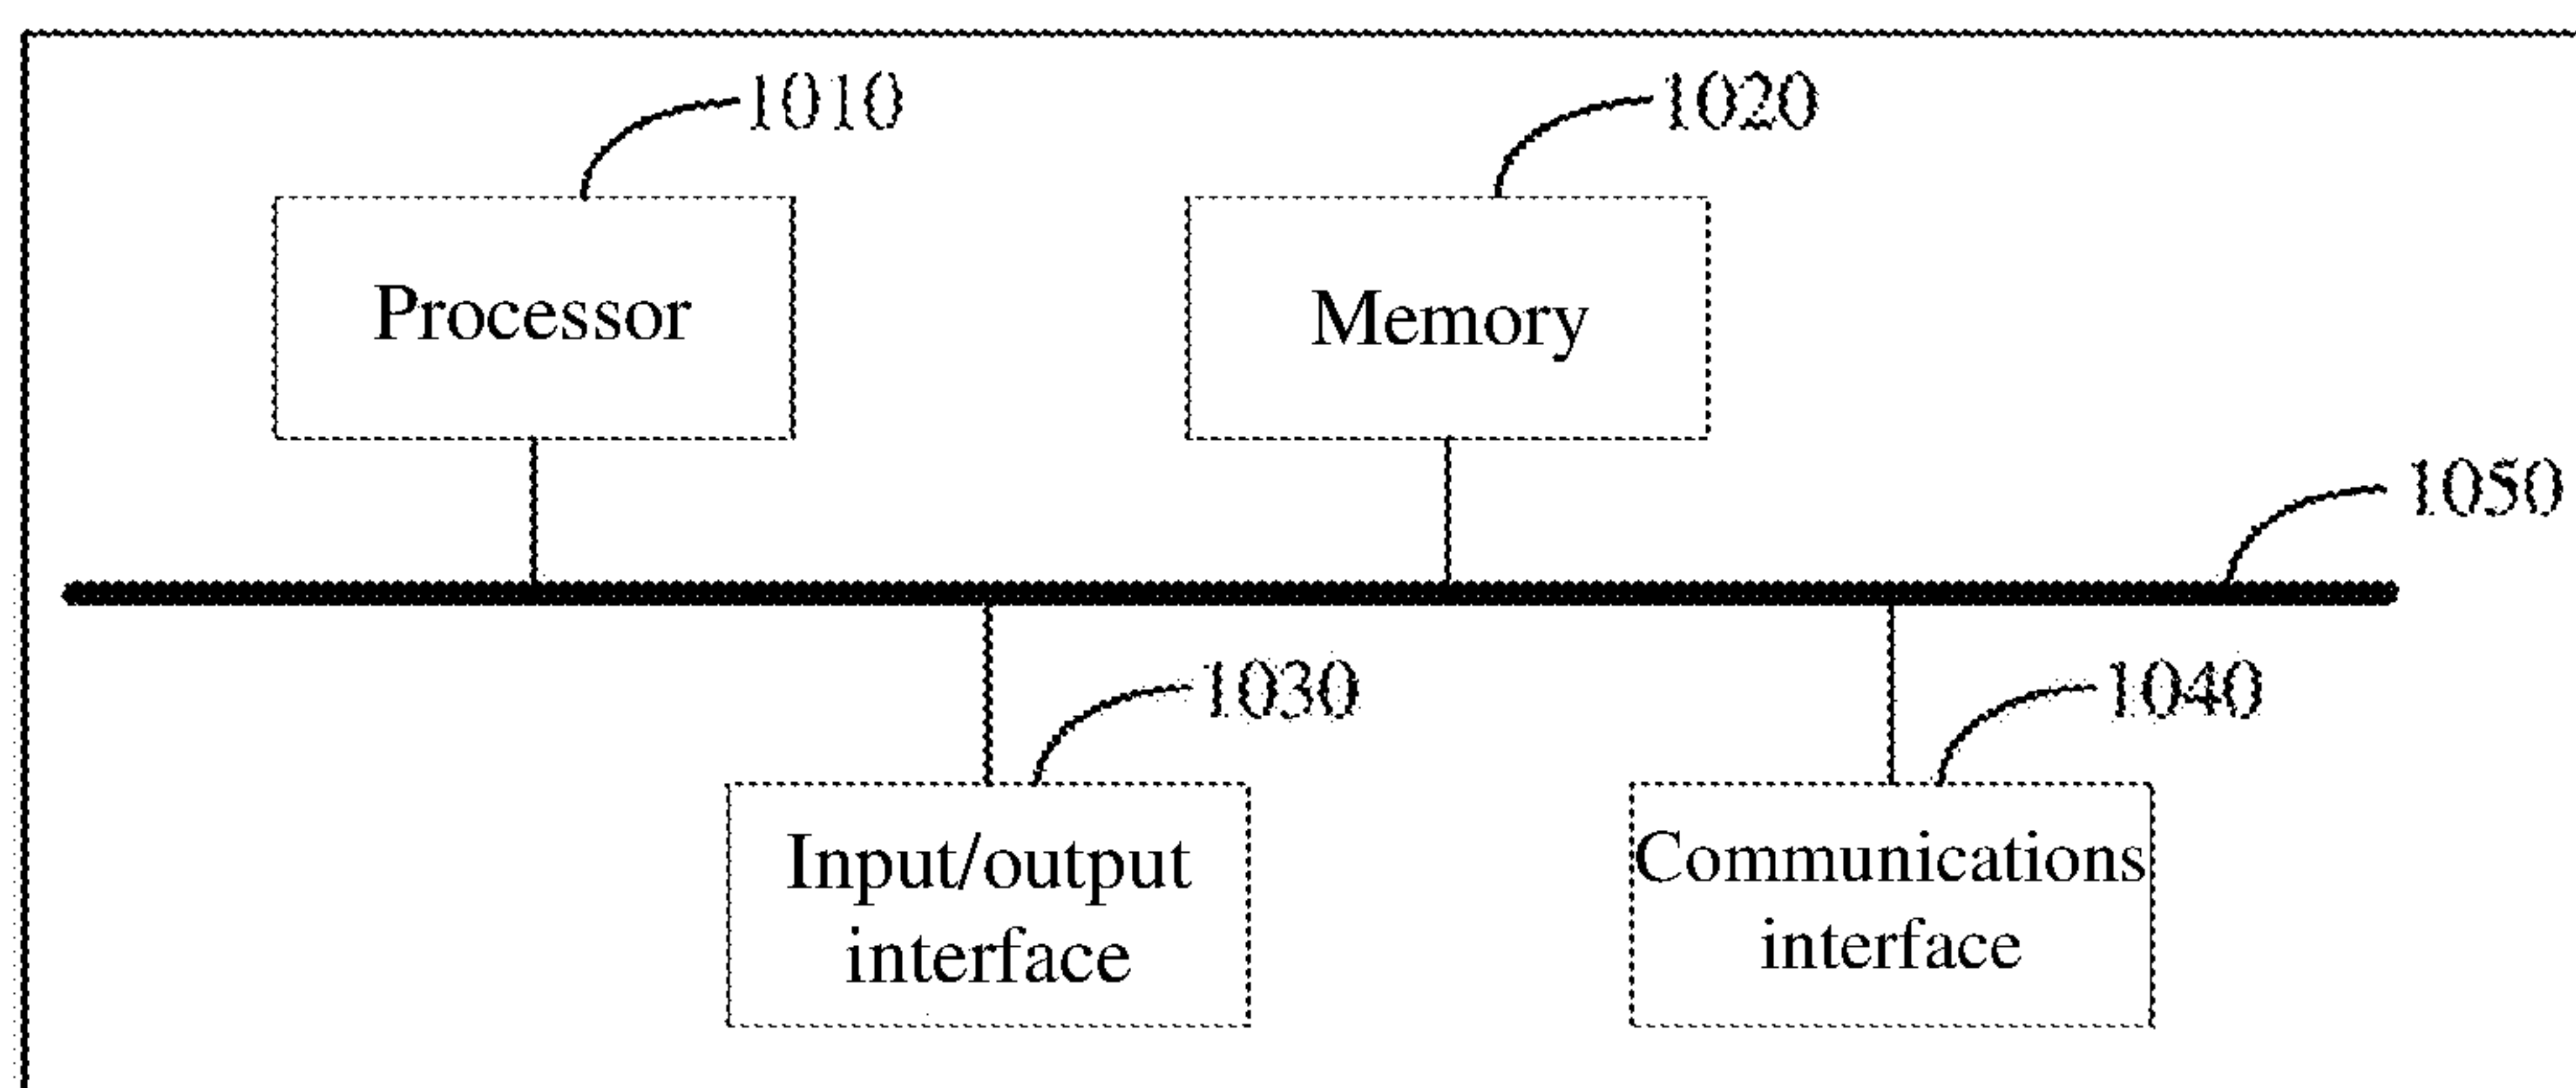 1010
1020
Processor
Memory
1050
1030
1040
Input/output
interface
Communications
interface